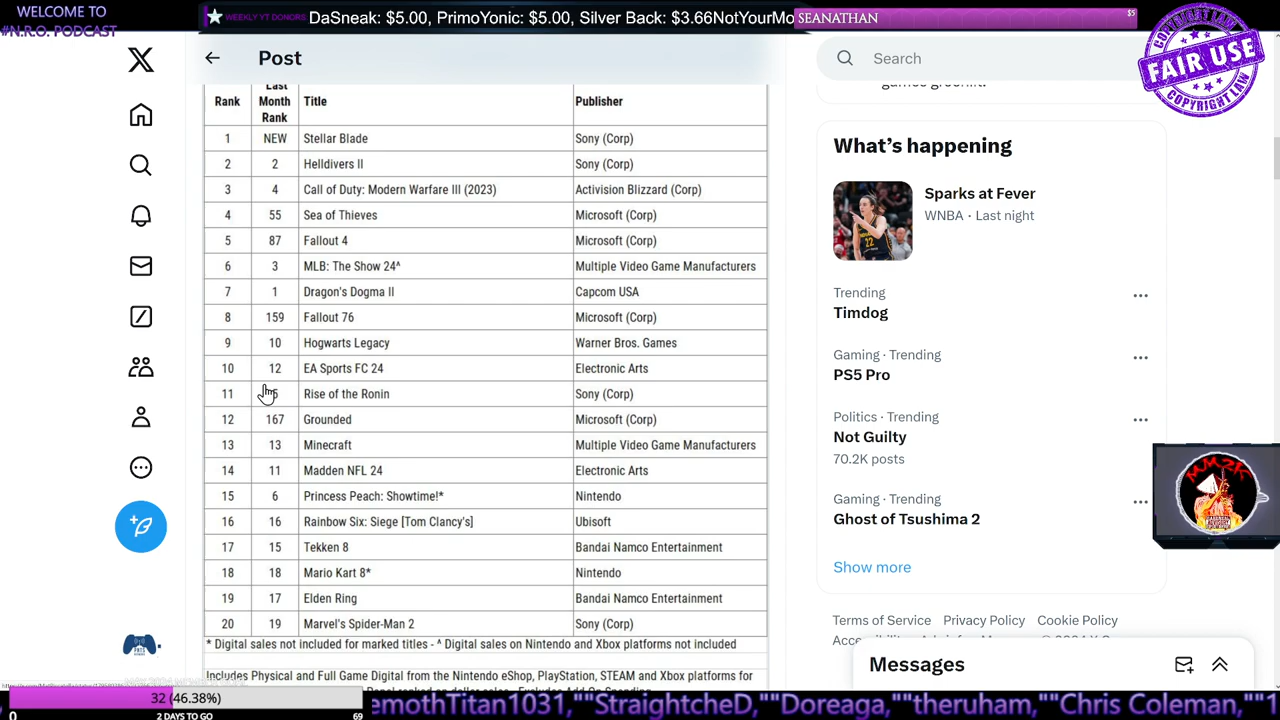 WELCOME TO
#N.R.O. PODCAST
WEEKLY YT DONORS: DaSneak: $5.00, PrimoYoni: $5.00, Silver Back: $3.00NotYourMo
SEANATHAN $5
COPYRIGHT LAW
FAIR USE
COPYRIGHT LAW
Post
Search
Rank Last Month Rank Title Publisher
1 NEW Stellar Blade Sony (Corp)
2 2 Helldivers II Sony (Corp)
3 4 Call of Duty: Modern Warfare III (2023) Activision Blizzard (Corp)
4 55 Sea of Thieves Microsoft (Corp)
5 87 Fallout 4 Microsoft (Corp)
6 3 MLB: The Show 24^ Multiple Video Game Manufacturers
7 1 Dragon's Dogma II Capcom USA
8 159 Fallout 76 Microsoft (Corp)
9 10 Hogwarts Legacy Warner Bros. Games
10 12 EA Sports FC 24 Electronic Arts
11 5 Rise of the Ronin Sony (Corp)
12 167 Grounded Microsoft (Corp)
13 13 Minecraft Multiple Video Game Manufacturers
14 11 Madden NFL 24 Electronic Arts
15 6 Princess Peach: Showtime!* Nintendo
16 16 Rainbow Six: Siege [Tom Clancy's] Ubisoft
17 15 Tekken 8 Bandai Namco Entertainment
18 18 Mario Kart 8* Nintendo
19 17 Elden Ring Bandai Namco Entertainment
20 19 Marvel's Spider-Man 2 Sony (Corp)
* Digital sales not included for marked titles - ^ Digital sales on Nintendo and Xbox platforms not included
Includes Physical and Full Game Digital from the Nintendo eShop, PlayStation, STEAM and Xbox platforms for
What's happening
Sparks at Fever
WNBA · Last night
Trending
Timdog
Gaming · Trending
PS5 Pro
Politics · Trending
Not Guilty
70.2K posts
Gaming · Trending
Ghost of Tsushima 2
Show more
Terms of Service Privacy Policy Cookie Policy
Messages
MM2K
32 (46.38%)
0 2 DAYS TO GO 69
emothTitan1031,""StraightcheD,""Doreaga,""theruham,""Chris Coleman,""1